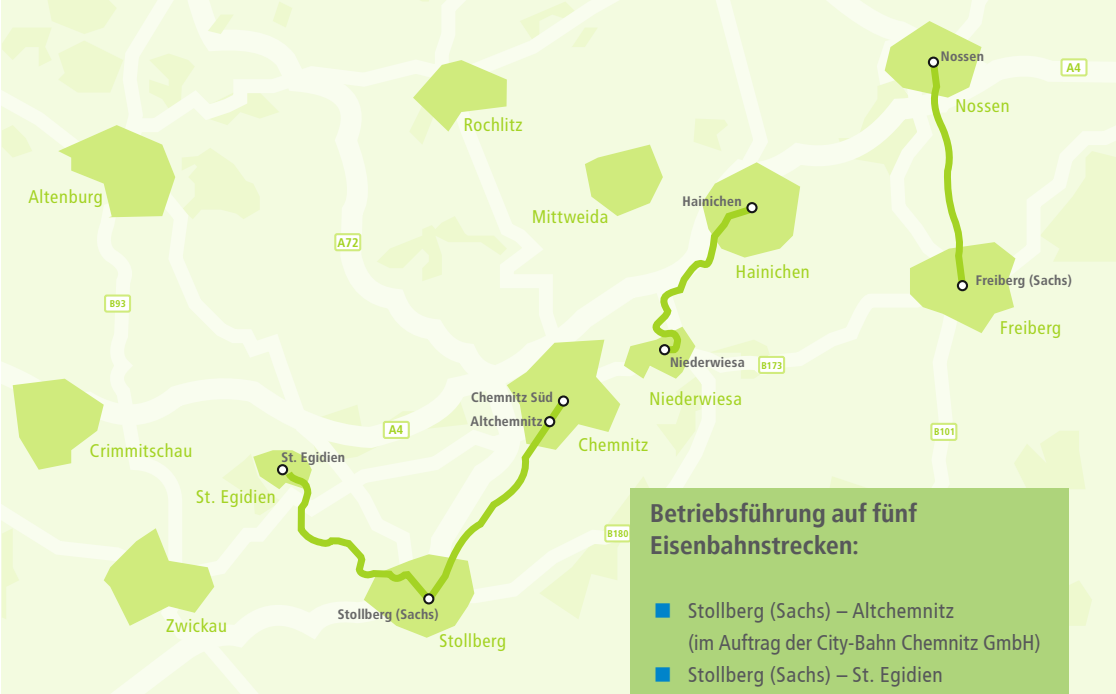 Nossen
A4
Nossen
Rochlitz
Altenburg
Mittweida
Hainichen
A72
Hainichen
Freiberg (Sachs)
B93
Freiberg
Niederwiesa
B173
Chemnitz Süd
Niederwiesa
Altchemnitz
A4
B101
Chemnitz
Crimmitschau
St. Egidien
St. Egidien
B180
Stollberg (Sachs)
Zwickau
Stollberg
Betriebsführung auf fünf
Eisenbahnstrecken:
Stollberg (Sachs) – Altchemnitz
(im Auftrag der City-Bahn Chemnitz GmbH)
Stollberg (Sachs) – St. Egidien